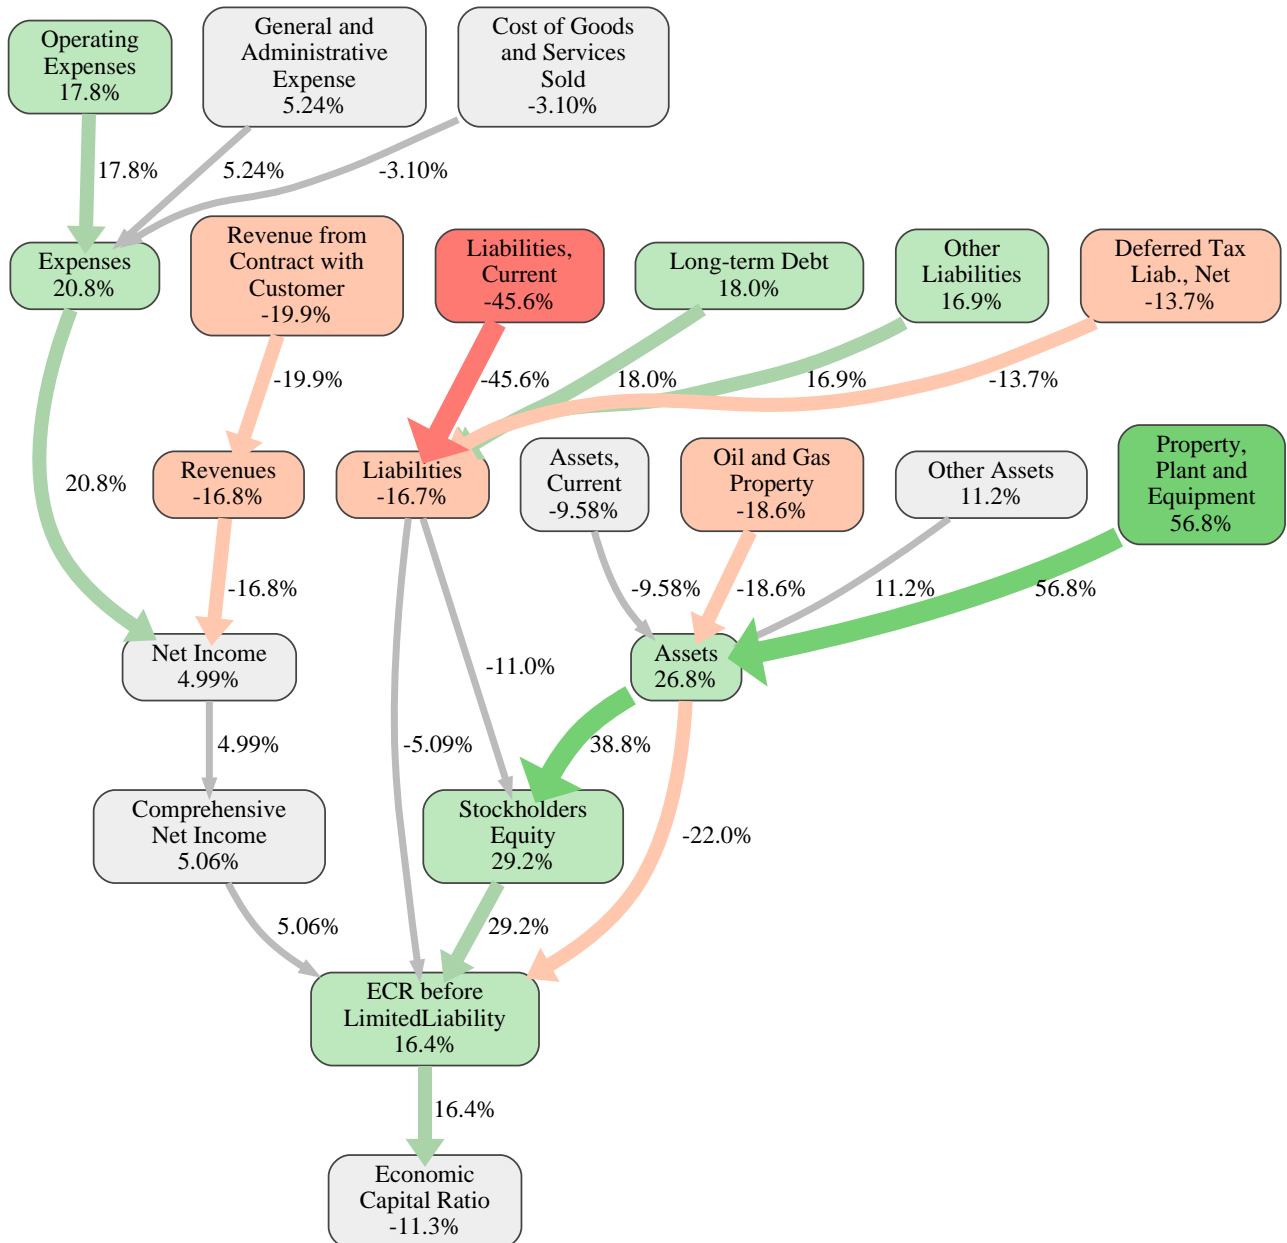 Operating
Expenses
17.8%
General and
Administrative
Expense
5.24%
Cost of Goods
and Services
Sold
-3.10%
17.8%
5.24%
-3.10%
Expenses
20.8%
Revenue from
Contract with
Customer
-19.9%
Liabilities,
Current
-45.6%
Long-term Debt
18.0%
Other
Liabilities
16.9%
Deferred Tax
Liab., Net
-13.7%
-19.9%
-45.6%
18.0%
16.9%
-13.7%
20.8%
Revenues
-16.8%
Liabilities
-16.7%
Assets,
Current
-9.58%
Oil and Gas
Property
-18.6%
Other Assets
11.2%
Property,
Plant and
Equipment
56.8%
-16.8%
-9.58%
-18.6%
11.2%
56.8%
Net Income
4.99%
-11.0%
Assets
26.8%
4.99%
-5.09%
38.8%
Comprehensive
Net Income
5.06%
Stockholders
Equity
29.2%
-22.0%
5.06%
29.2%
ECR before
LimitedLiability
16.4%
16.4%
Economic
Capital Ratio
-11.3%